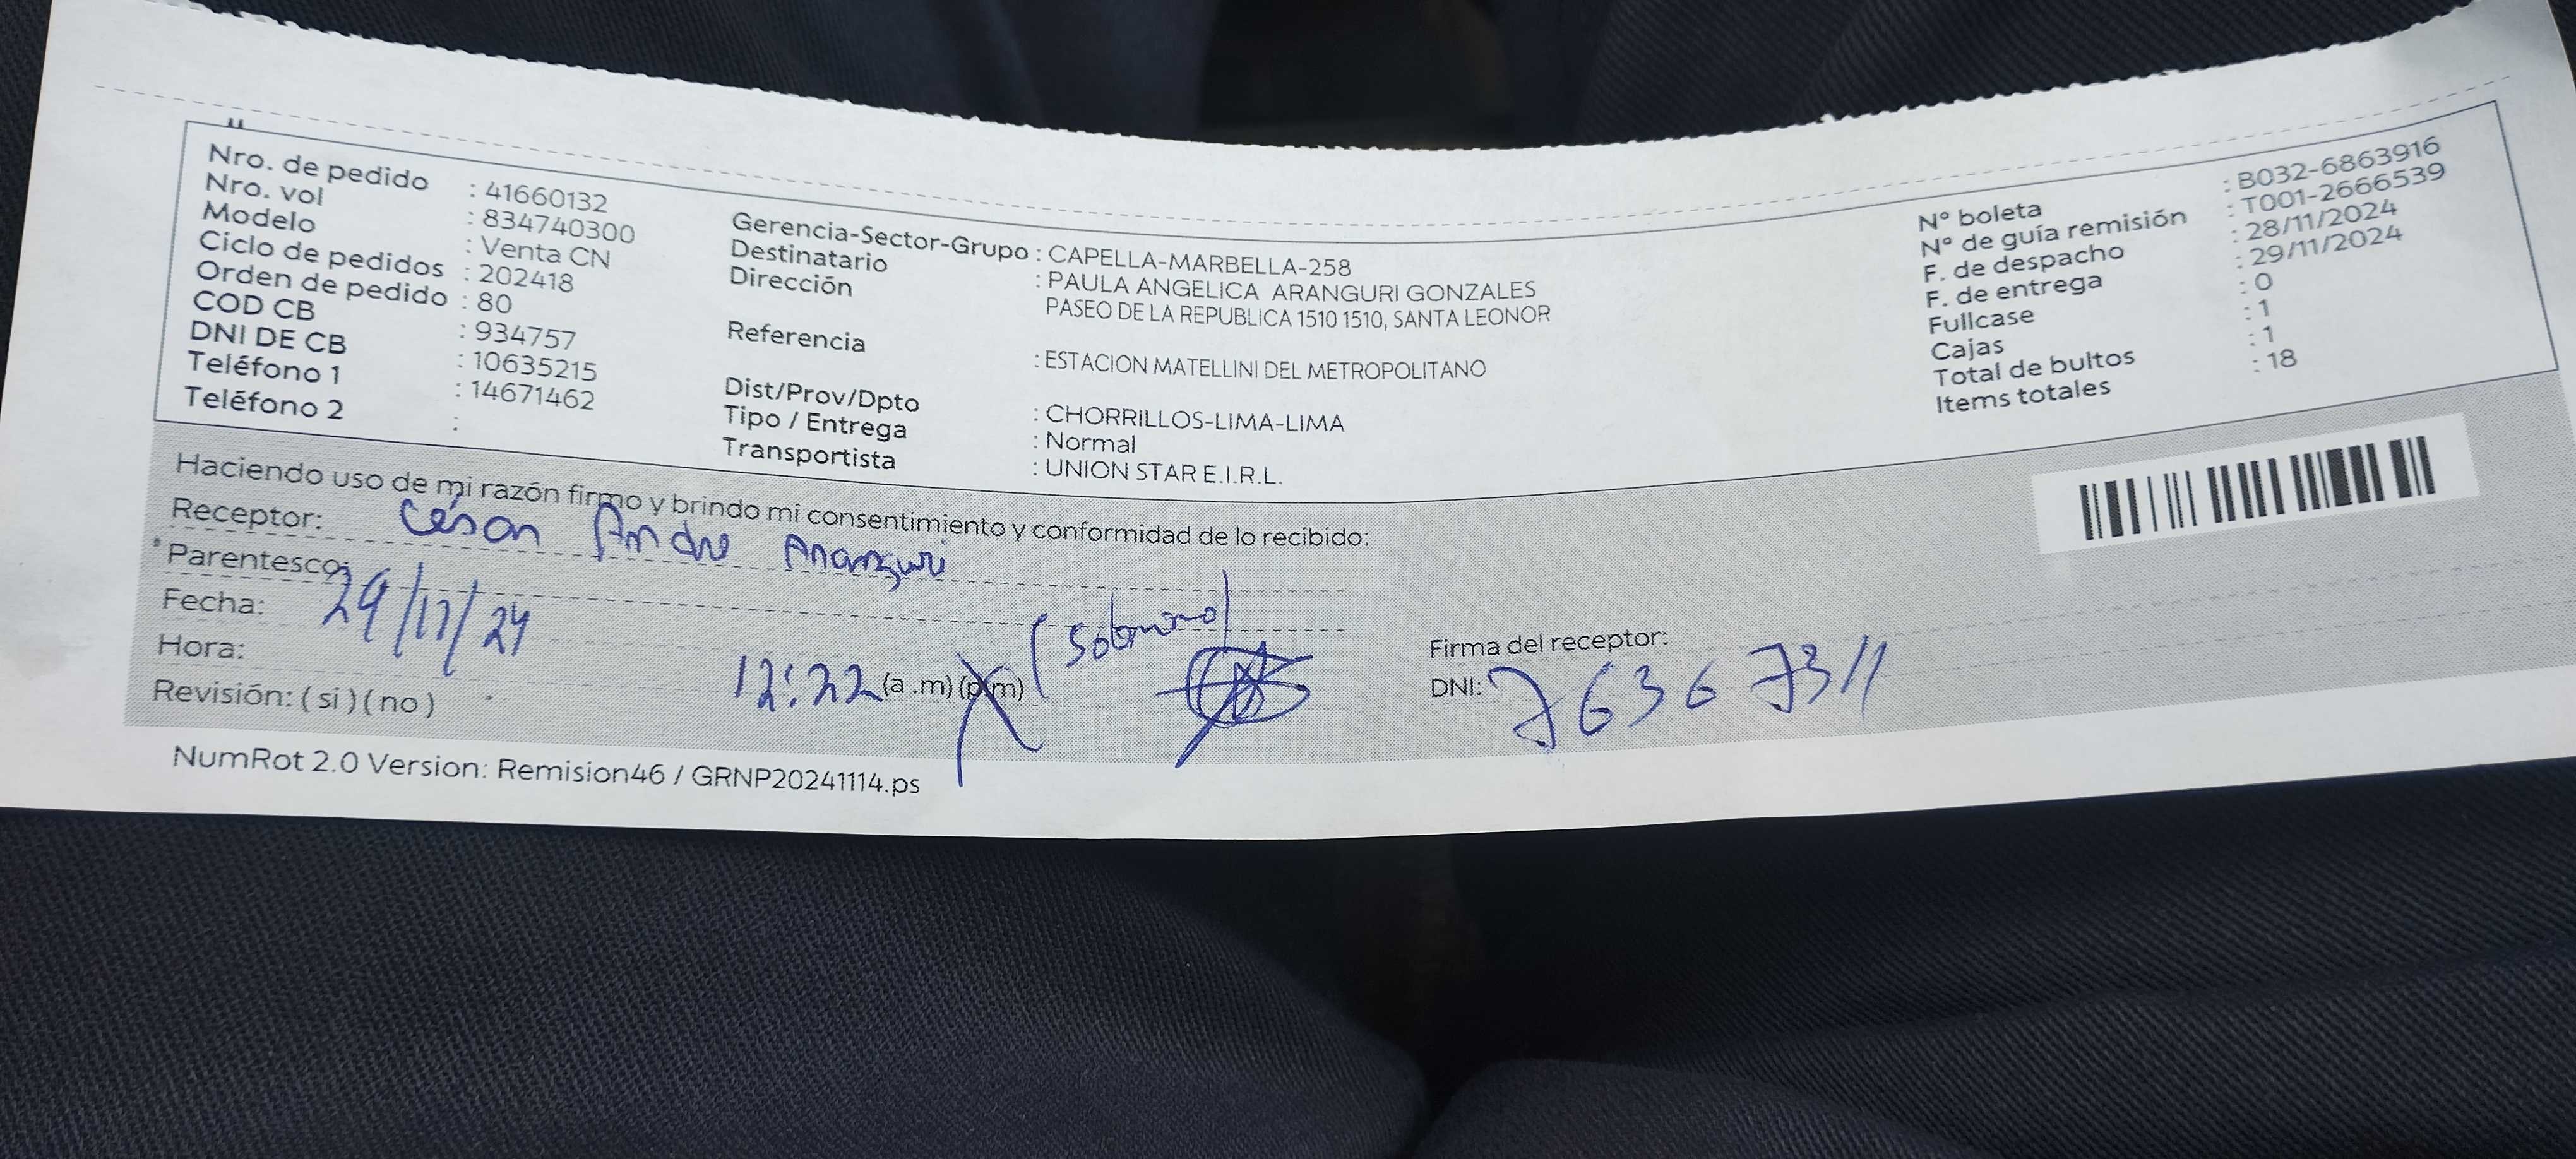 Nro. de pedido : 41660132
Nro. vol : 834740300
Modelo : Venta CN
Ciclo de pedidos : 202418
Orden de pedido : 80
COD CB : 934757
DNI DE CB : 10635215
Teléfono 1 : 14671462
Teléfono 2 :
Gerencia-Sector-Grupo : CAPELLA-MARBELLA-258
Destinatario : PAULA ANGELICA ARANGURI GONZALES
Dirección PASEO DE LA REPUBLICA 1510 1510, SANTA LEONOR
Referencia : ESTACION MATELLINI DEL METROPOLITANO
Dist/Prov/Dpto : CHORRILLOS-LIMA-LIMA
Tipo / Entrega : Normal
Transportista : UNION STAR E.I.R.L.
N° boleta : B032-6863916
N° de guía remisión : T001-2666539
F. de despacho : 28/11/2024
F. de entrega : 29/11/2024
Fullcase : 0
Cajas : 1
Total de bultos : 1
Items totales : 18
Haciendo uso de mi razón firmo y brindo mi consentimiento y conformidad de lo recibido:
Receptor: César Andre Aranguri
Parentesco: (Sobrino)
Fecha: 29/11/24
Hora: 12:22 (a .m) (p.m)
Revisión: ( si ) ( no )
Firma del receptor:
DNI: 76367311
NumRot 2.0 Version: Remision46 / GRNP20241114.ps